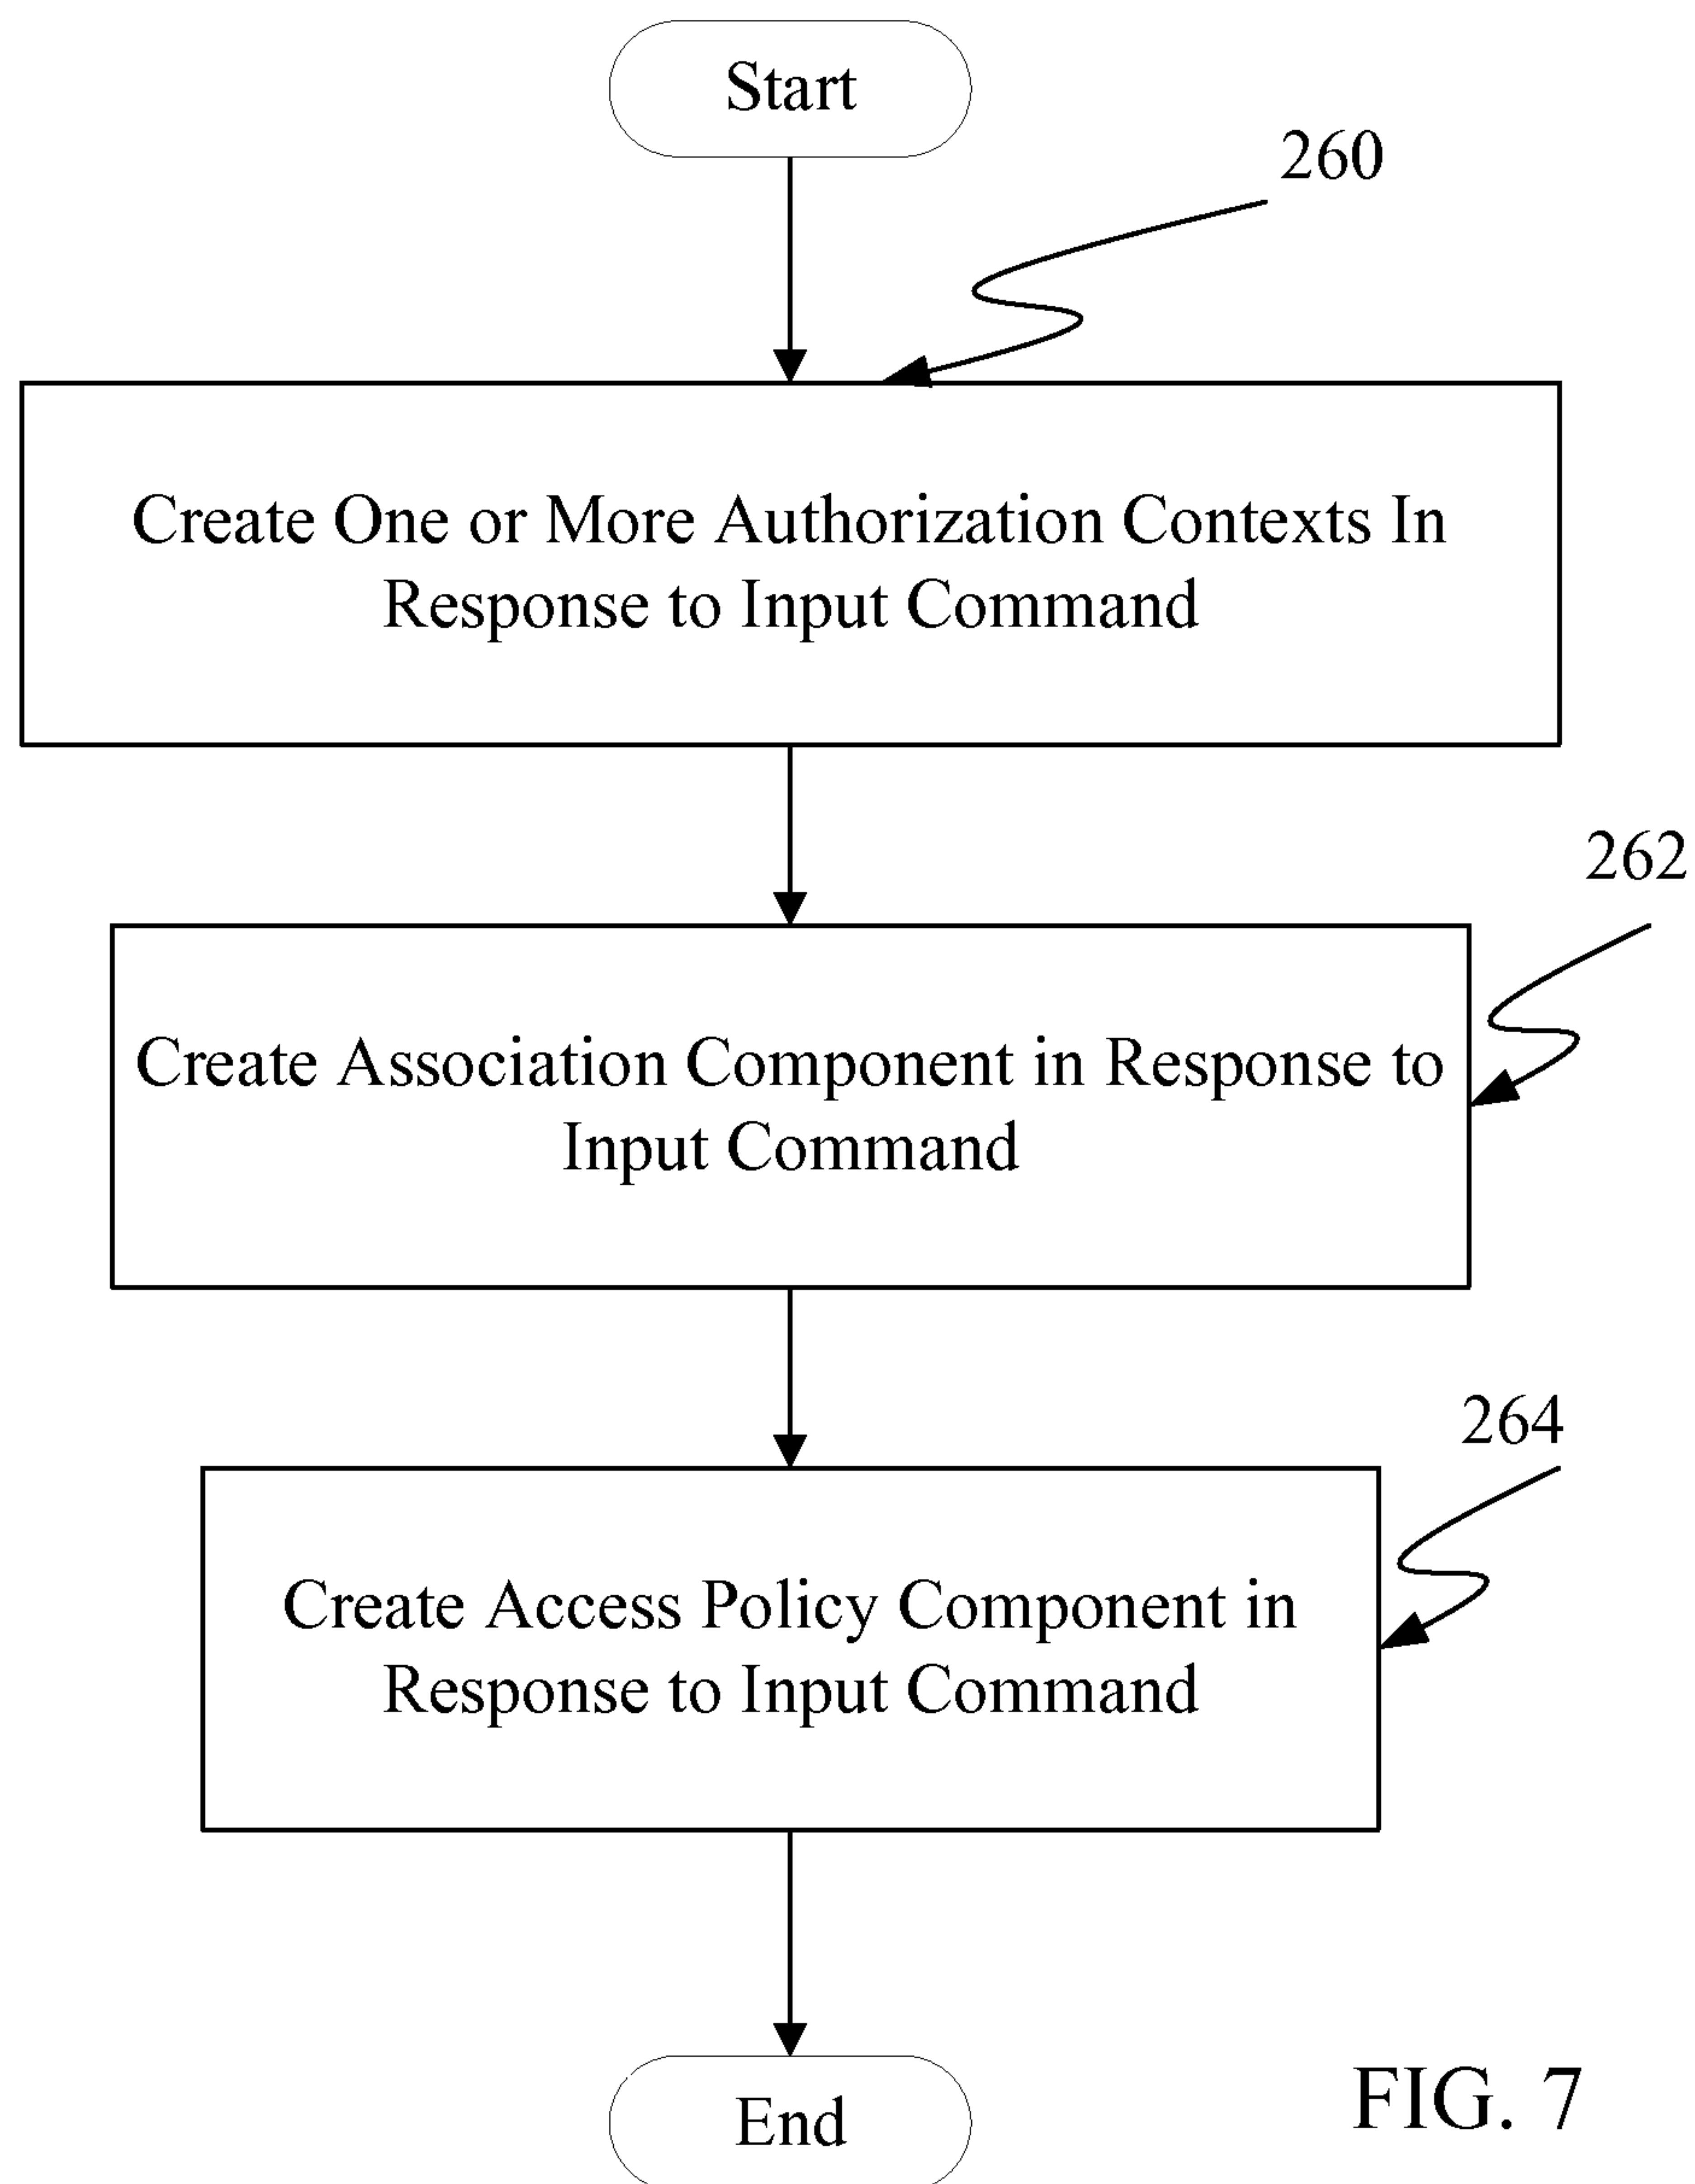 Start
260
Create One or More Authorization Contexts In
Response to Input Command
262
Create Association Component in Response to
Input Command
264
Create Access Policy Component in
Response to Input Command
End
FIG. 7